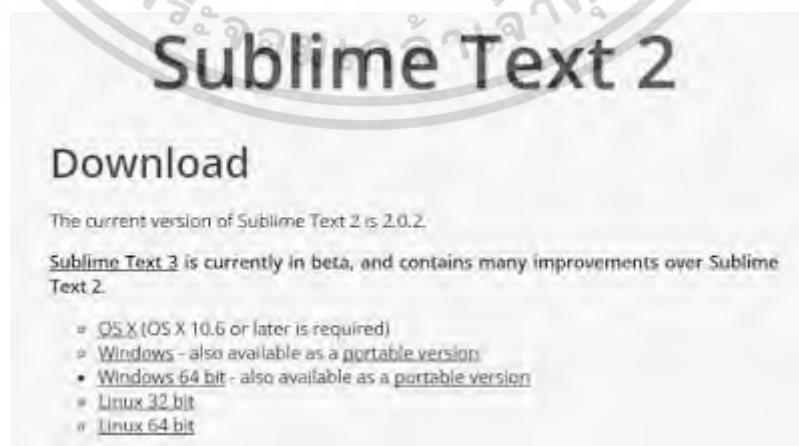 Sublime Text 2
Download
The current version of Sublime Text 2 is 2.0.2.
Sublime Text 3 is currently in beta, and contains many improvements over Sublime
Text 2.
OS X (OS X 10.6 or later is required)
Windows - also available as a portable version
Windows 64 bit - also available as a portable version
Linux 32 bit
Linux 64 bit